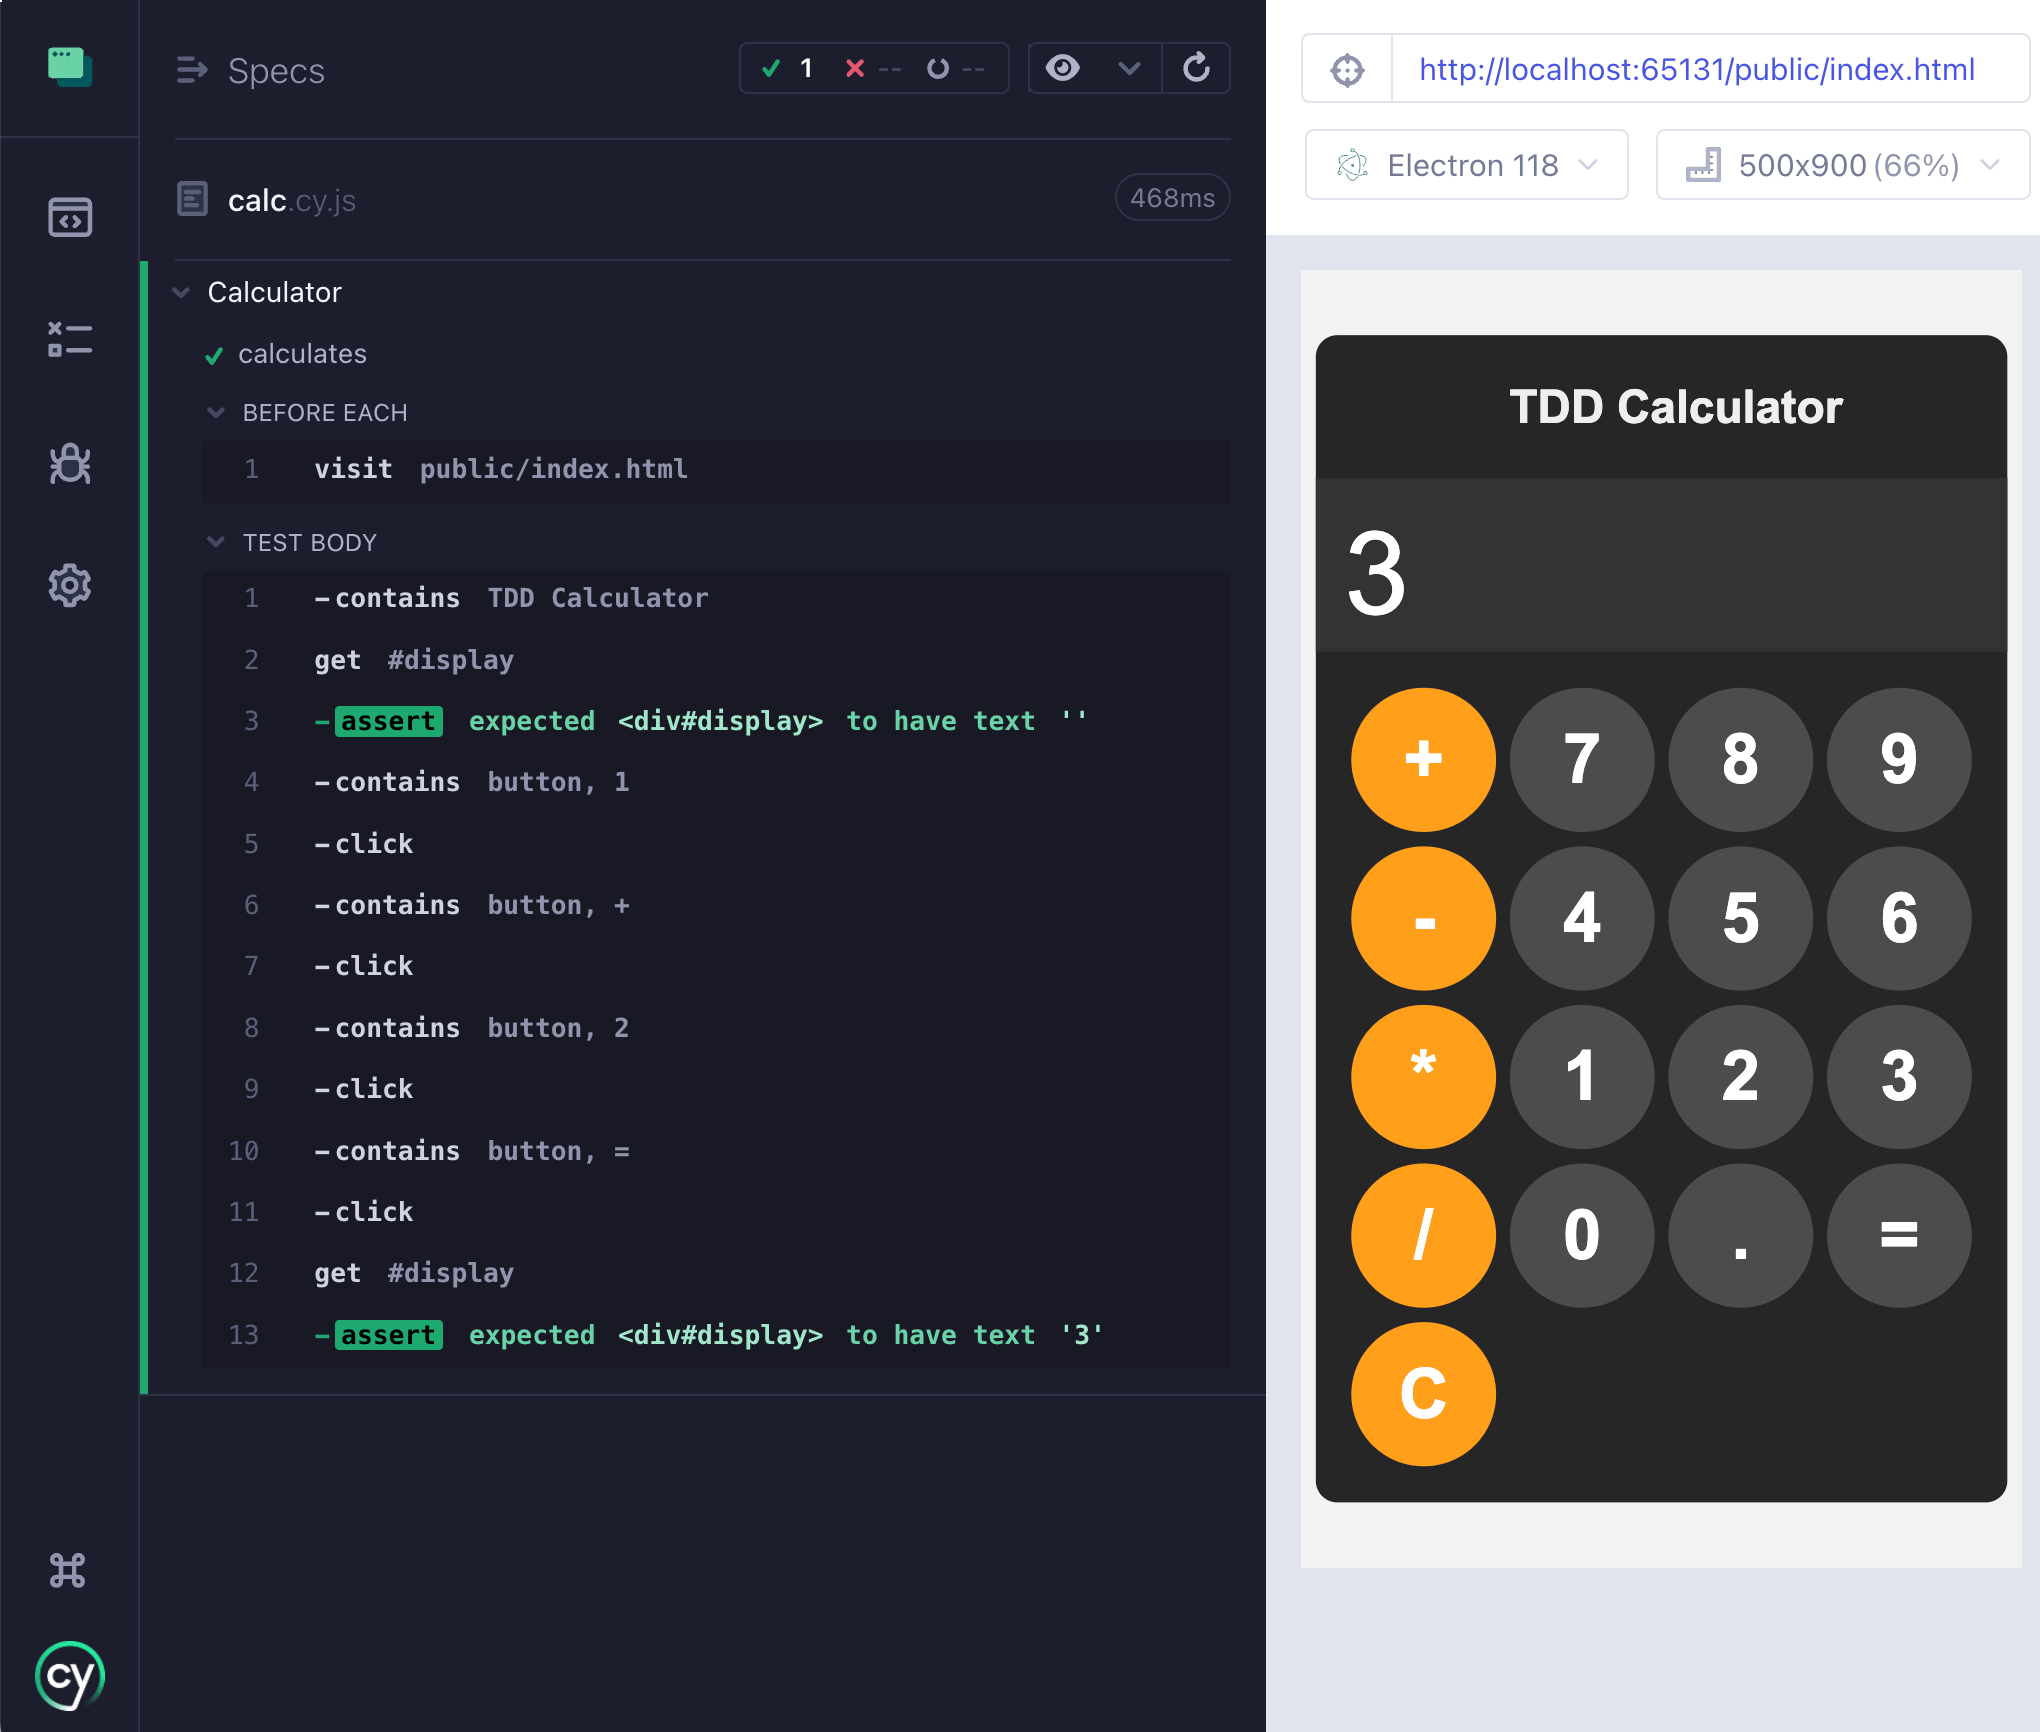 Specs
1 -- --
calc.cy.js
468ms
Calculator
calculates
BEFORE EACH
1 visit public/index.html
TEST BODY
1 -contains TDD Calculator
2 get #display
3 -assert expected <div#display> to have text ''
4 -contains button, 1
5 -click
6 -contains button, +
7 -click
8 -contains button, 2
9 -click
10 -contains button, =
11 -click
12 get #display
13 -assert expected <div#display> to have text '3'
cy
http://localhost:65131/public/index.html
Electron 118
500x900 (66%)
TDD Calculator
3
+ 7 8 9
- 4 5 6
* 1 2 3
/ 0 . =
C